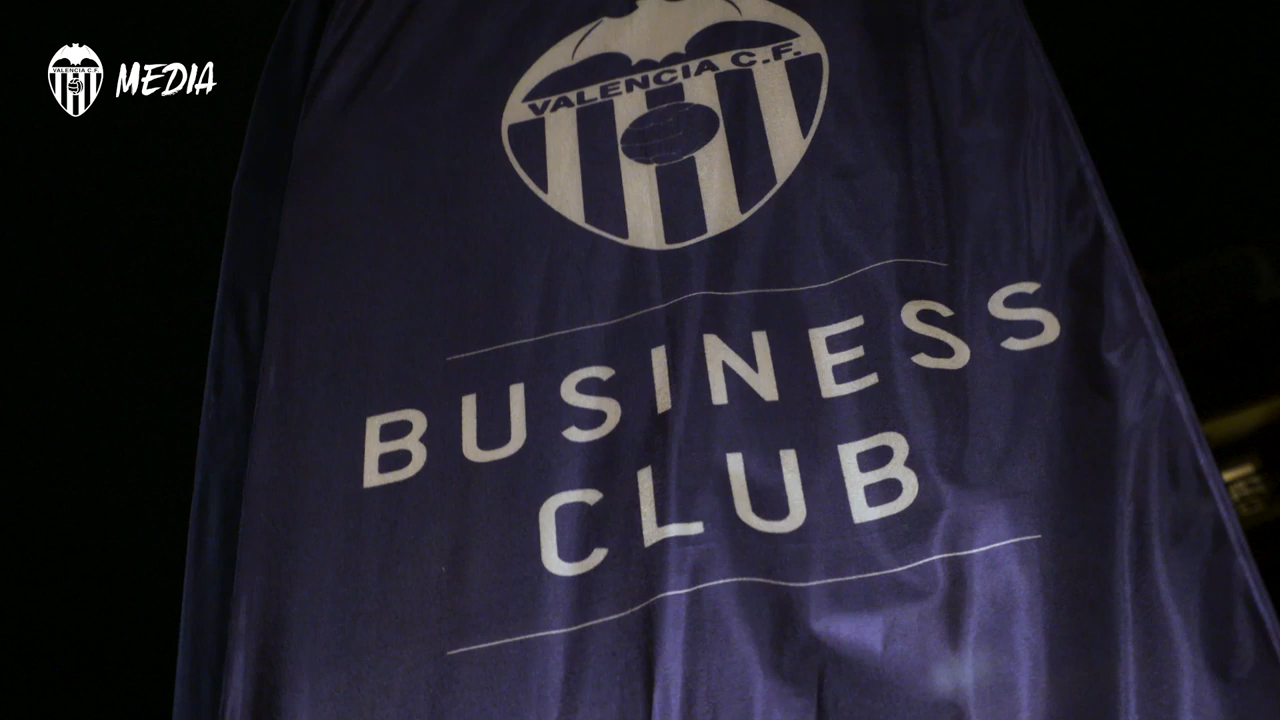 VALENCIA C.F.
MEDIA
VALENCIA C.F.
BUSINESS
CLUB